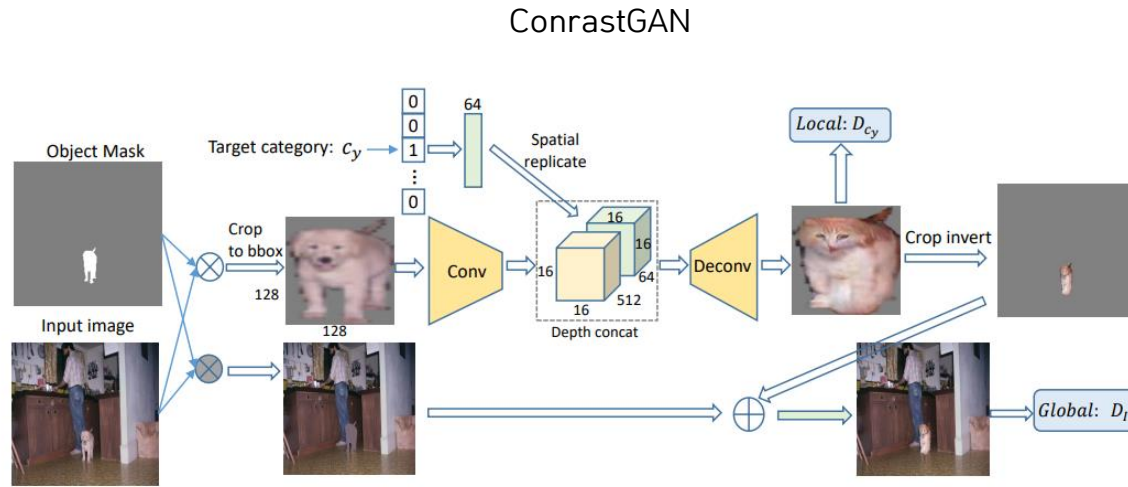 ConrastGAN
Object Mask
Target category: c_y
0
0
1
⋮
0
64
Spatial
replicate
Local: D_{c_y}
Crop
to bbox
128
128
Conv
16
16
16
16
512
64
Depth concat
Deconv
Crop invert
Input image
Global: D_I